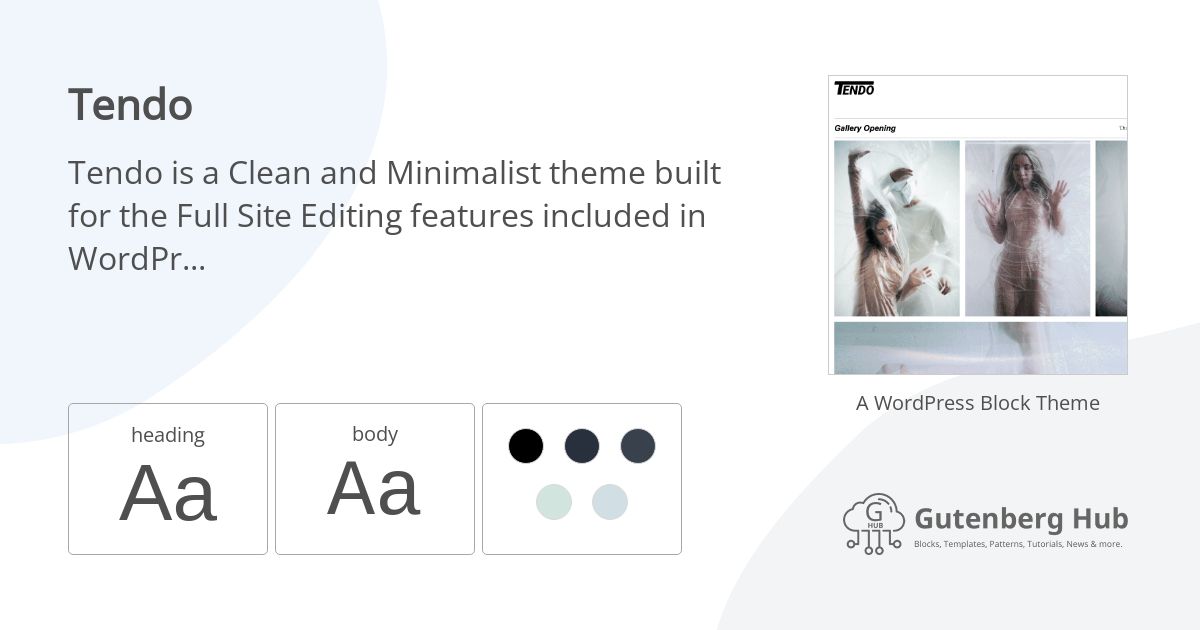 Tendo
Tendo is a Clean and Minimalist theme built
for the Full Site Editing features included in
WordPr...
TENDO
Gallery Opening
A WordPress Block Theme
heading
Aa
body
Aa
G
HUB
Gutenberg Hub
Blocks, Templates, Patterns, Tutorials, News & more.